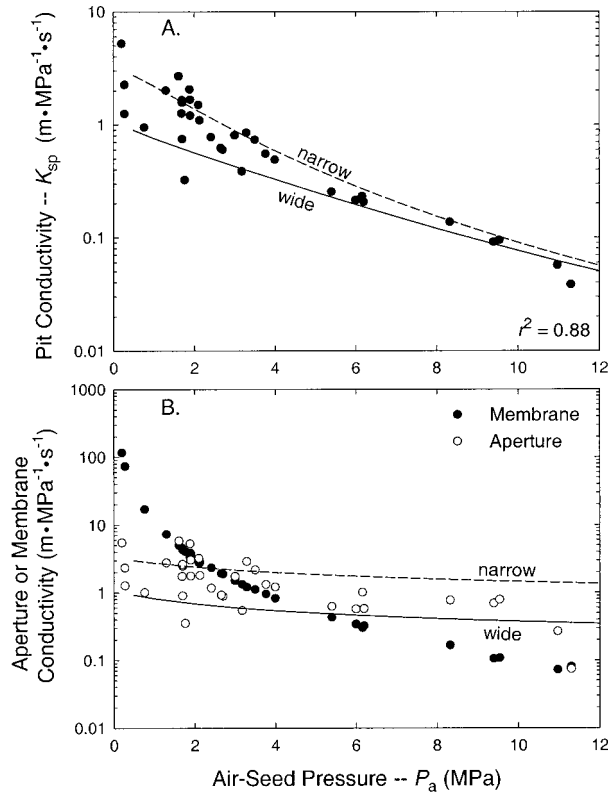 A.
10
1
0.1
0.01
Pit Conductivity -- Ksp (m•MPa⁻¹•s⁻¹)
narrow
wide
r² = 0.88
0 2 4 6 8 10 12
B.
1000
100
10
1
0.1
0.01
Aperture or Membrane
Conductivity (m•MPa⁻¹•s⁻¹)
Membrane
Aperture
narrow
wide
0 2 4 6 8 10 12
Air-Seed Pressure -- Pa (MPa)